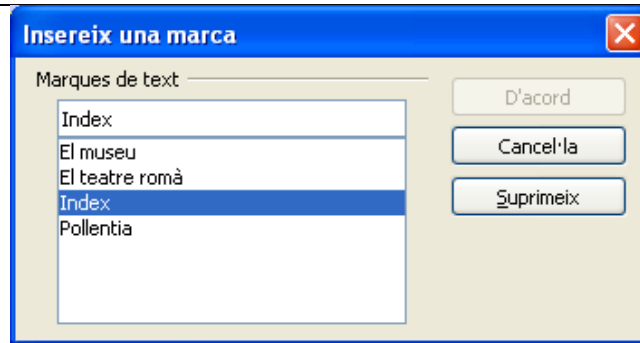 Insereix una marca
Marques de text
Index
El museu
El teatre romà
Index
Pollentia
D'acord
Cancel·la
Suprimeix